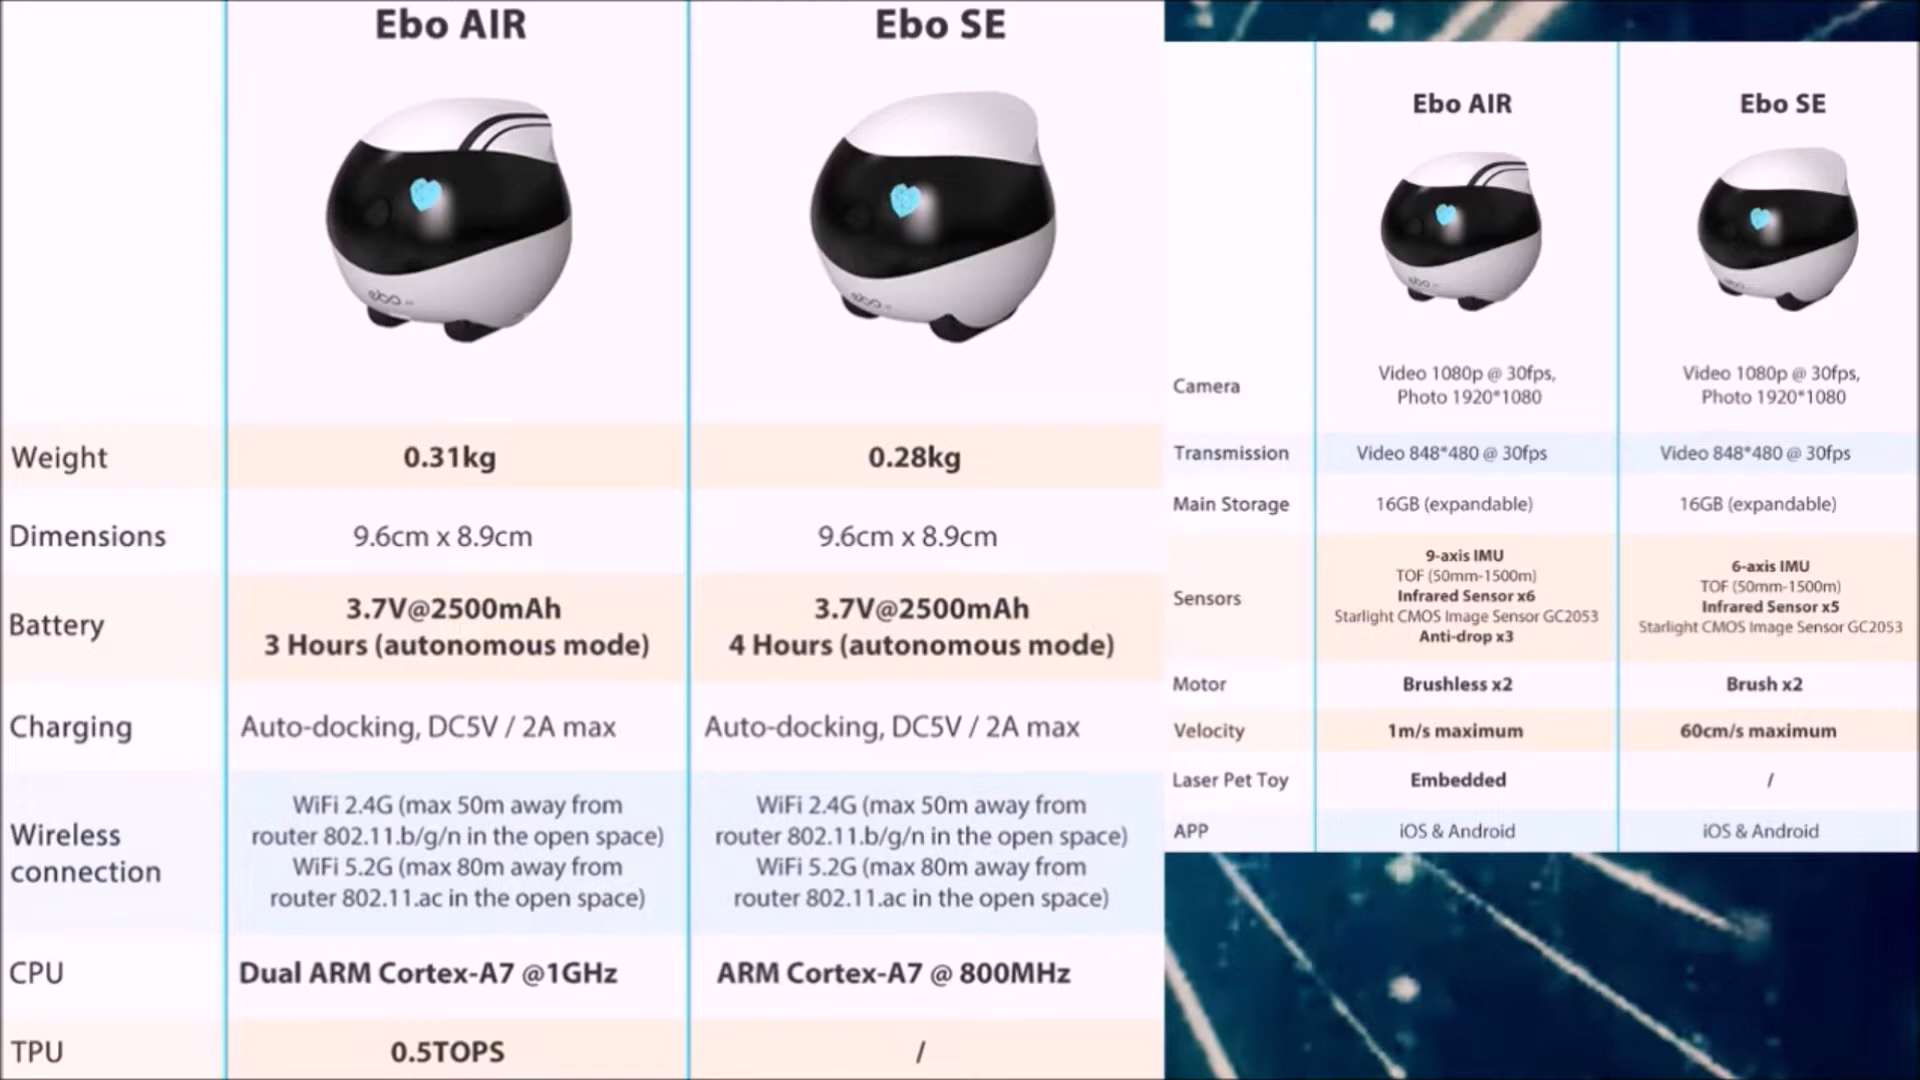 Ebo AIR
Ebo SE
ebo
ebo
Weight
0.31kg
0.28kg
Dimensions
9.6cm x 8.9cm
9.6cm x 8.9cm
Battery
3.7V@2500mAh
3 Hours (autonomous mode)
3.7V@2500mAh
4 Hours (autonomous mode)
Charging
Auto-docking, DC5V / 2A max
Auto-docking, DC5V / 2A max
Wireless
connection
WiFi 2.4G (max 50m away from
router 802.11.b/g/n in the open space)
WiFi 5.2G (max 80m away from
router 802.11.ac in the open space)
WiFi 2.4G (max 50m away from
router 802.11.b/g/n in the open space)
WiFi 5.2G (max 80m away from
router 802.11.ac in the open space)
CPU
Dual ARM Cortex-A7 @1GHz
ARM Cortex-A7 @ 800MHz
TPU
0.5TOPS
/
Ebo AIR
Ebo SE
ebo
ebo
Camera
Video 1080p @ 30fps,
Photo 1920*1080
Video 1080p @ 30fps,
Photo 1920*1080
Transmission
Video 848*480 @ 30fps
Video 848*480 @ 30fps
Main Storage
16GB (expandable)
16GB (expandable)
Sensors
9-axis IMU
TOF (50mm-1500m)
Infrared Sensor x6
Starlight CMOS Image Sensor GC2053
Anti-drop x3
6-axis IMU
TOF (50mm-1500m)
Infrared Sensor x5
Starlight CMOS Image Sensor GC2053
Motor
Brushless x2
Brush x2
Velocity
1m/s maximum
60cm/s maximum
Laser Pet Toy
Embedded
/
APP
iOS & Android
iOS & Android